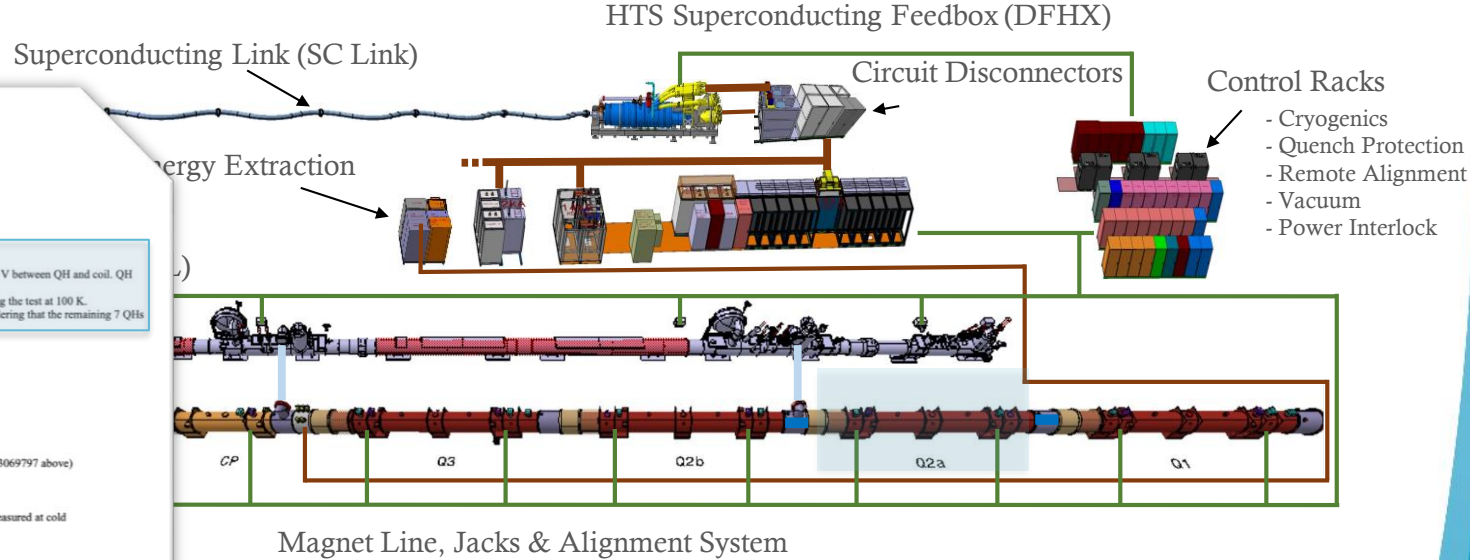 HTS Superconducting Feedbox (DFHX)
Superconducting Link (SC Link)
Circuit Disconnectors
Control Racks
- Cryogenics
- Quench Protection
- Remote Alignment
- Vacuum
- Power Interlock
ergy Extraction
V between QH and coil. QH
g the test at 100 K.
dering that the remaining 7 QHs
L)
3069797 above)
CP
Q3
Q2b
Q2a
Q1
easured at cold
Magnet Line, Jacks & Alignment System